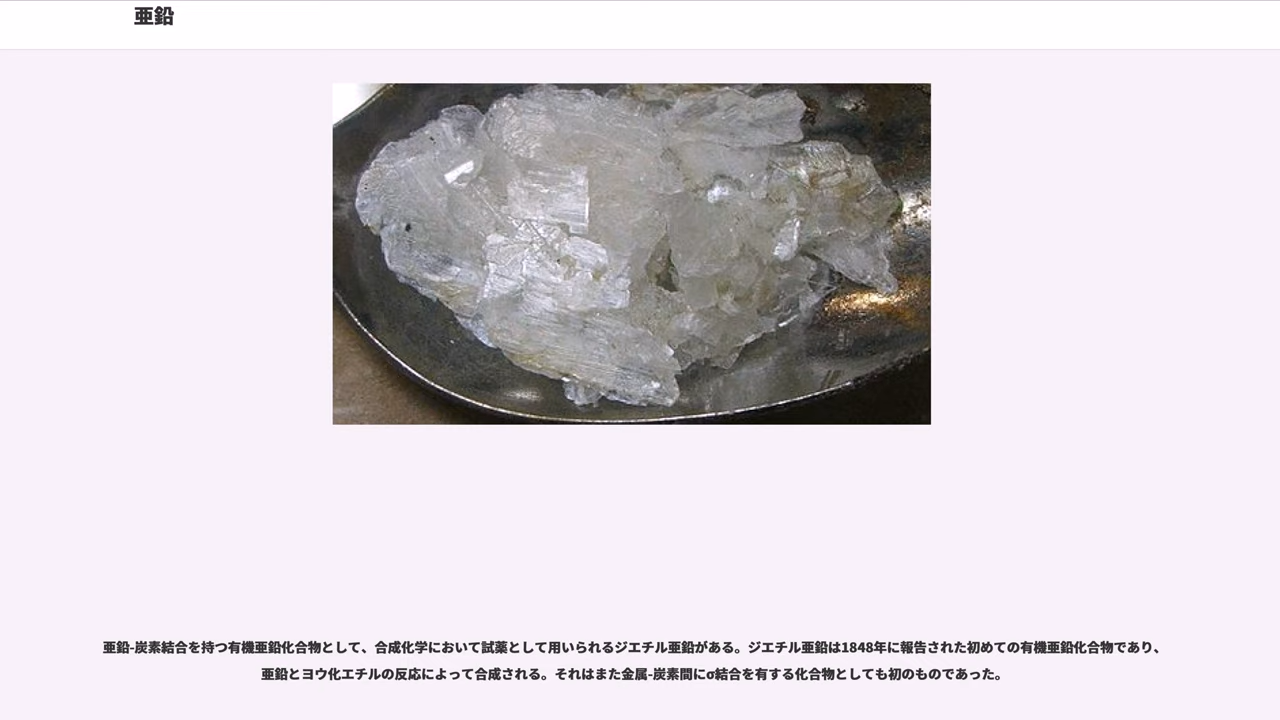 亜鉛
亜鉛-炭素結合を持つ有機亜鉛化合物として、合成化学において試薬として用いられるジエチル亜鉛がある。ジエチル亜鉛は1848年に報告された初めての有機亜鉛化合物であり、
亜鉛とヨウ化エチルの反応によって合成される。それはまた金属-炭素間にσ結合を有する化合物としても初のものであった。